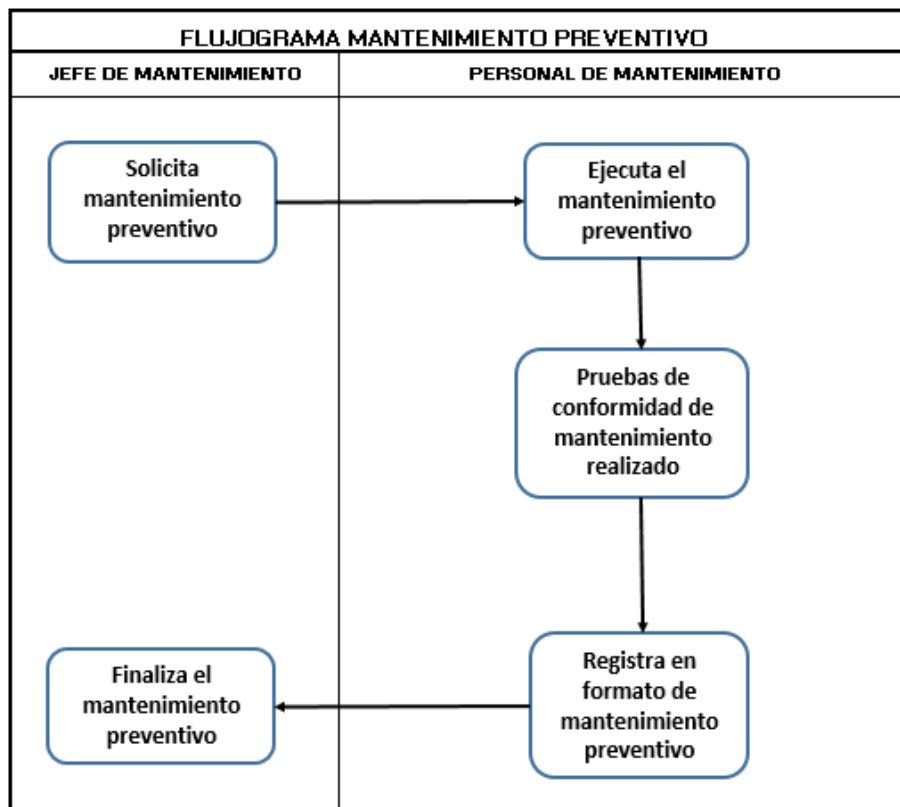 FLUJOGRAMA MANTENIMIENTO PREVENTIVO
JEFE DE MANTENIMIENTO
PERSONAL DE MANTENIMIENTO
Solicita
mantenimiento
preventivo
Ejecuta el
mantenimiento
preventivo
Pruebas de
conformidad de
mantenimiento
realizado
Registra en
formato de
mantenimiento
preventivo
Finaliza el
mantenimiento
preventivo